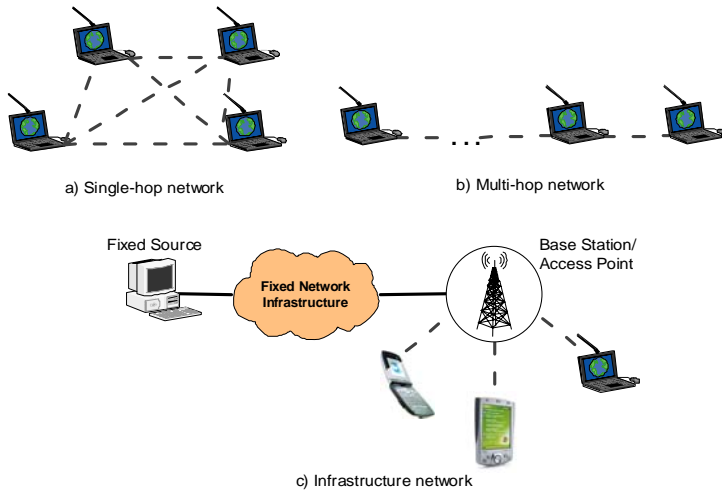 a) Single-hop network
. . .
b) Multi-hop network
Fixed Source
Fixed Network
Infrastructure
Base Station/
Access Point
c) Infrastructure network